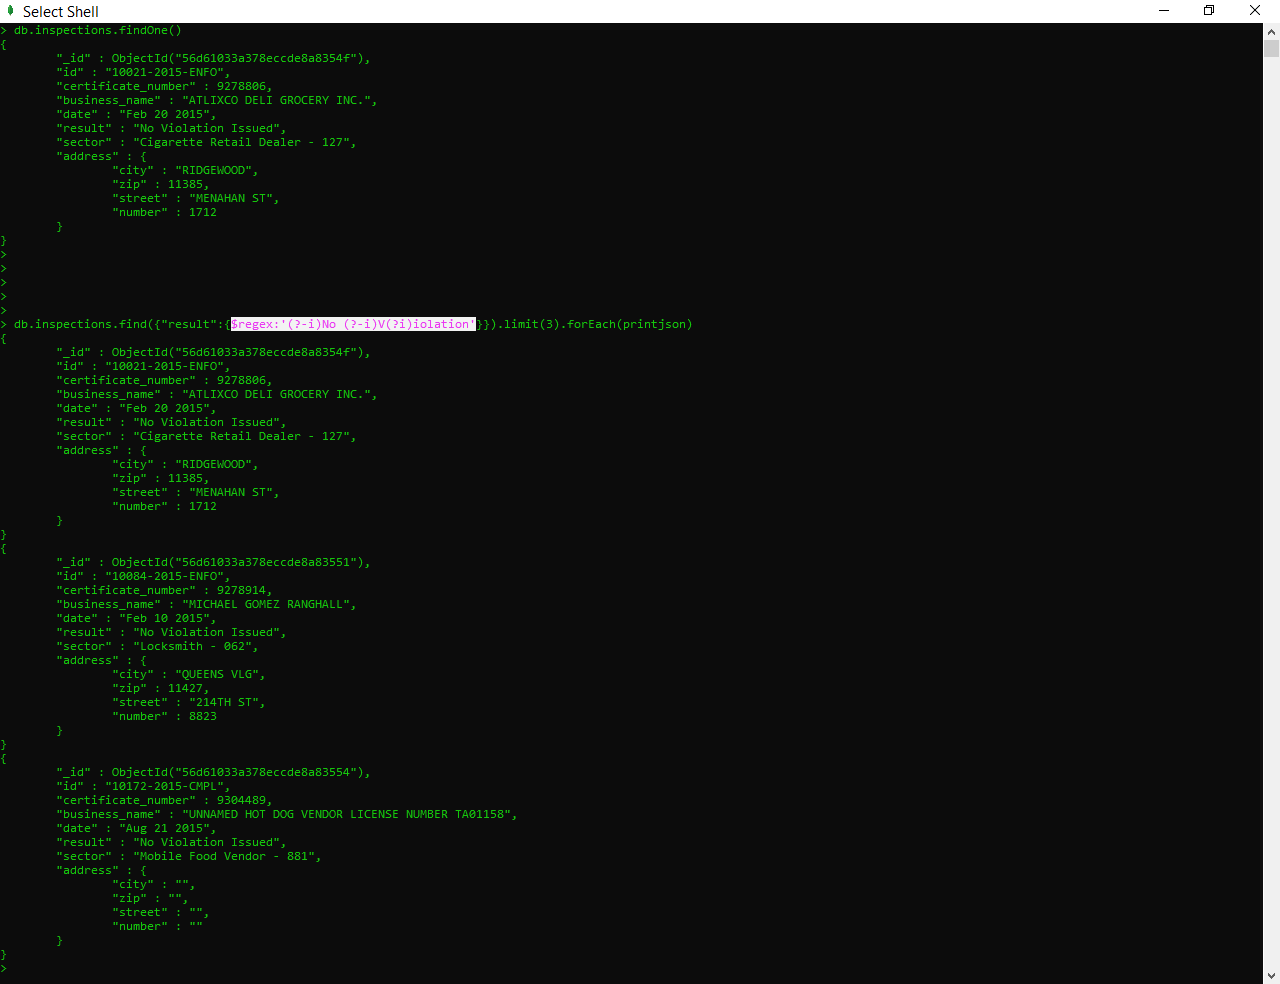 Select Shell
> db.inspections.findOne()
{
"_id" : ObjectId("56d61033a378eccde8a8354f"),
"id" : "10021-2015-ENFO",
"certificate_number" : 9278806,
"business_name" : "ATLIXCO DELI GROCERY INC.",
"date" : "Feb 20 2015",
"result" : "No Violation Issued",
"sector" : "Cigarette Retail Dealer - 127",
"address" : {
"city" : "RIDGEWOOD",
"zip" : 11385,
"street" : "MENAHAN ST",
"number" : 1712
}
}
>
>
>
>
>
> db.inspections.find({"result":{$regex:'(?-i)No (?-i)V(?i)iolation'}}).limit(3).forEach(printjson)
{
"_id" : ObjectId("56d61033a378eccde8a8354f"),
"id" : "10021-2015-ENFO",
"certificate_number" : 9278806,
"business_name" : "ATLIXCO DELI GROCERY INC.",
"date" : "Feb 20 2015",
"result" : "No Violation Issued",
"sector" : "Cigarette Retail Dealer - 127",
"address" : {
"city" : "RIDGEWOOD",
"zip" : 11385,
"street" : "MENAHAN ST",
"number" : 1712
}
}
{
"_id" : ObjectId("56d61033a378eccde8a83551"),
"id" : "10084-2015-ENFO",
"certificate_number" : 9278914,
"business_name" : "MICHAEL GOMEZ RANGHALL",
"date" : "Feb 10 2015",
"result" : "No Violation Issued",
"sector" : "Locksmith - 062",
"address" : {
"city" : "QUEENS VLG",
"zip" : 11427,
"street" : "214TH ST",
"number" : 8823
}
}
{
"_id" : ObjectId("56d61033a378eccde8a83554"),
"id" : "10172-2015-CMPL",
"certificate_number" : 9304489,
"business_name" : "UNNAMED HOT DOG VENDOR LICENSE NUMBER TA01158",
"date" : "Aug 21 2015",
"result" : "No Violation Issued",
"sector" : "Mobile Food Vendor - 881",
"address" : {
"city" : "",
"zip" : "",
"street" : "",
"number" : ""
}
}
>